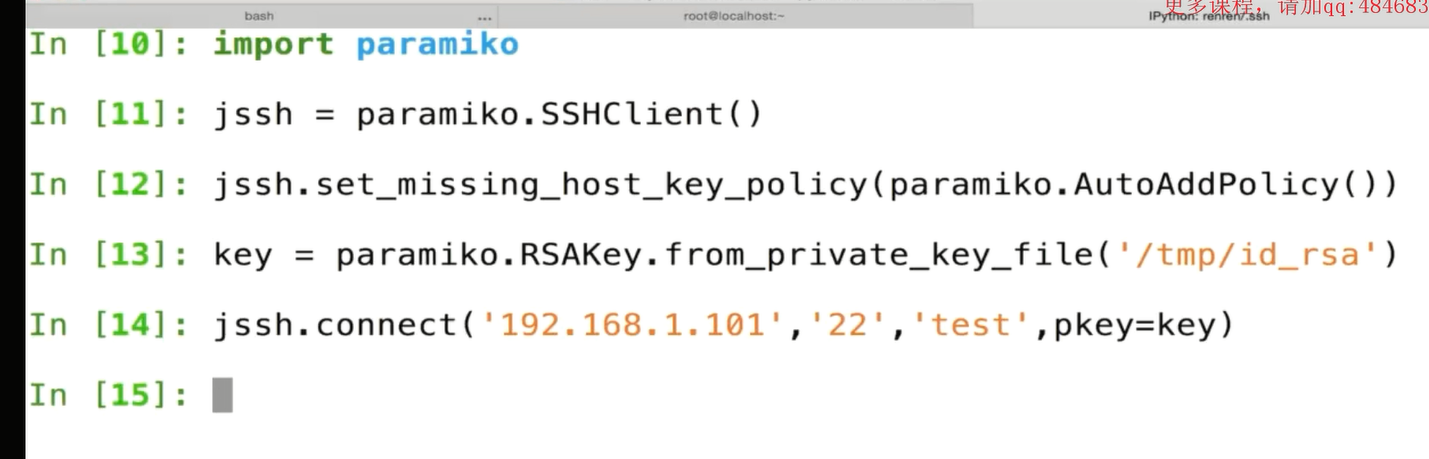 bash ... root@localhost:~ IPython: renren/.ssh
更多课程，请加qq:484683
In [10]: import paramiko
In [11]: jssh = paramiko.SSHClient()
In [12]: jssh.set_missing_host_key_policy(paramiko.AutoAddPolicy())
In [13]: key = paramiko.RSAKey.from_private_key_file('/tmp/id_rsa')
In [14]: jssh.connect('192.168.1.101','22','test',pkey=key)
In [15]: